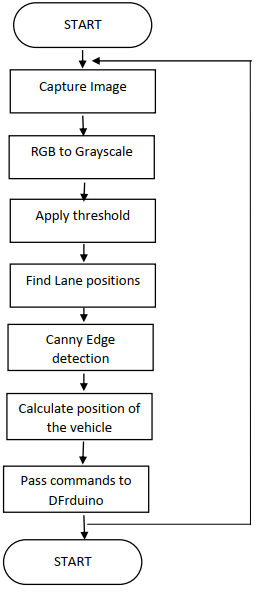 START
Capture Image
RGB to Grayscale
Apply threshold
Find Lane positions
Canny Edge
detection
Calculate position of
the vehicle
Pass commands to
DFrduino
START